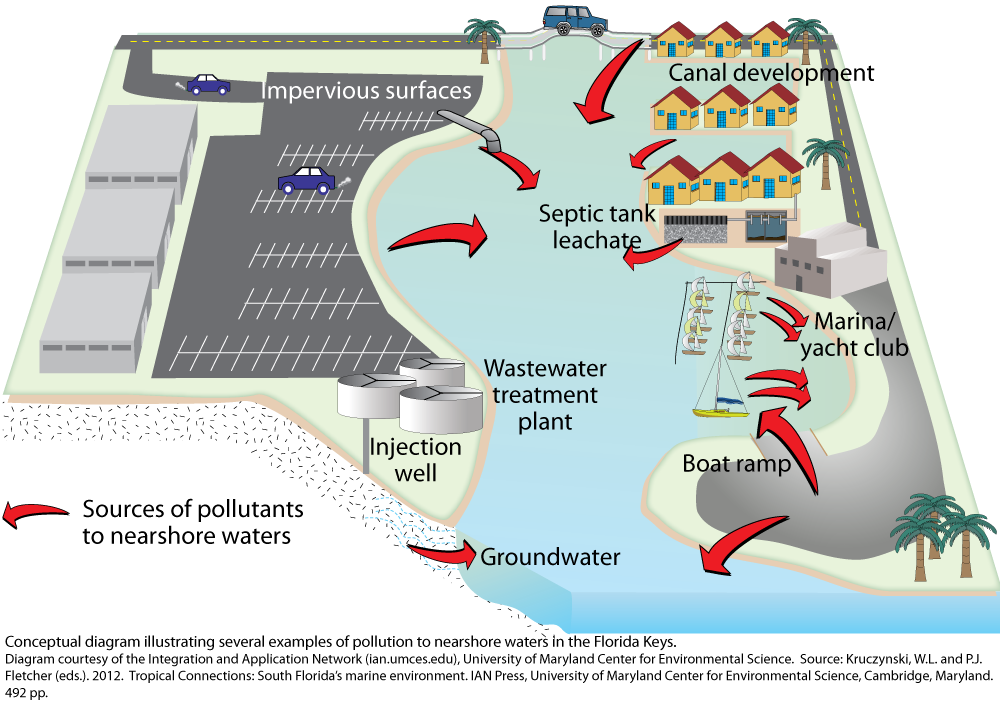 Canal development
Impervious surfaces
Septic tank
leachate
Marina/
yacht club
Wastewater
treatment
plant
Injection
well
Boat ramp
Sources of pollutants
to nearshore waters
Groundwater
Conceptual diagram illustrating several examples of pollution to nearshore waters in the Florida Keys.
Diagram courtesy of the Integration and Application Network (ian.umces.edu), University of Maryland Center for Environmental Science. Source: Kruczynski, W.L. and P.J.
Fletcher (eds.). 2012. Tropical Connections: South Florida's marine environment. IAN Press, University of Maryland Center for Environmental Science, Cambridge, Maryland.
492 pp.